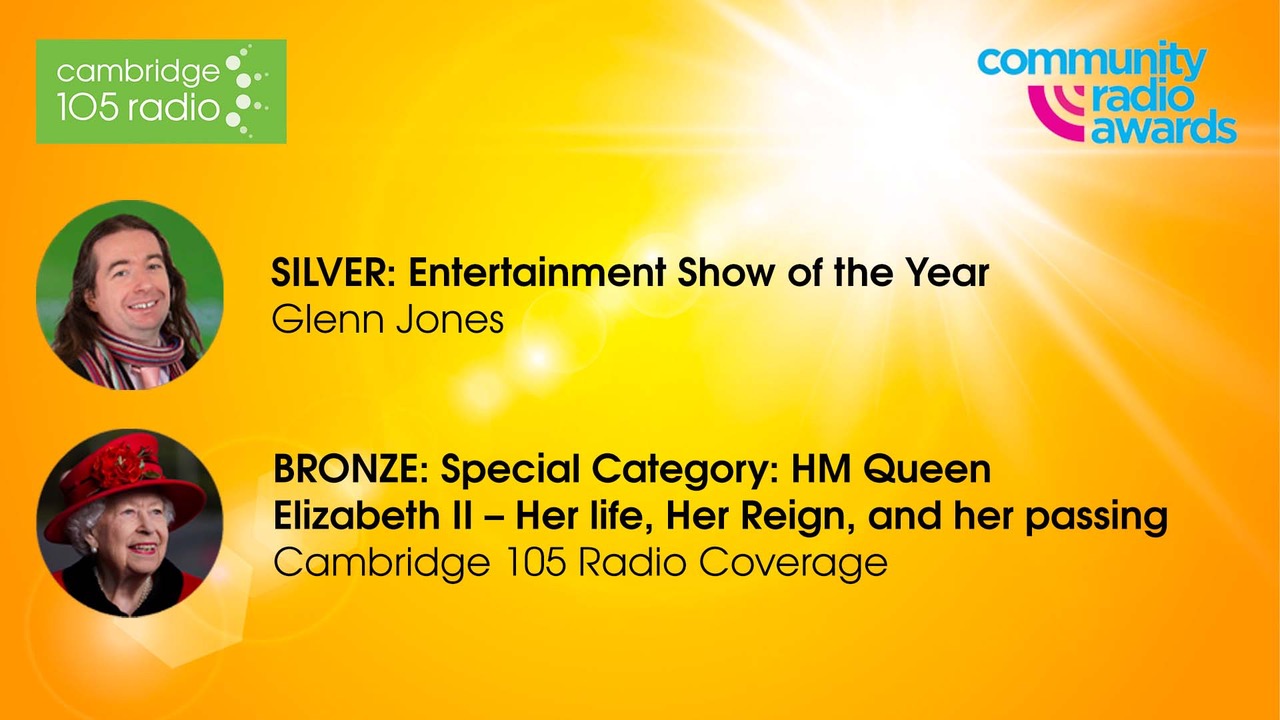 cambridge
105 radio
community
radio
awards
SILVER: Entertainment Show of the Year
Glenn Jones
BRONZE: Special Category: HM Queen
Elizabeth II – Her life, Her Reign, and her passing
Cambridge 105 Radio Coverage